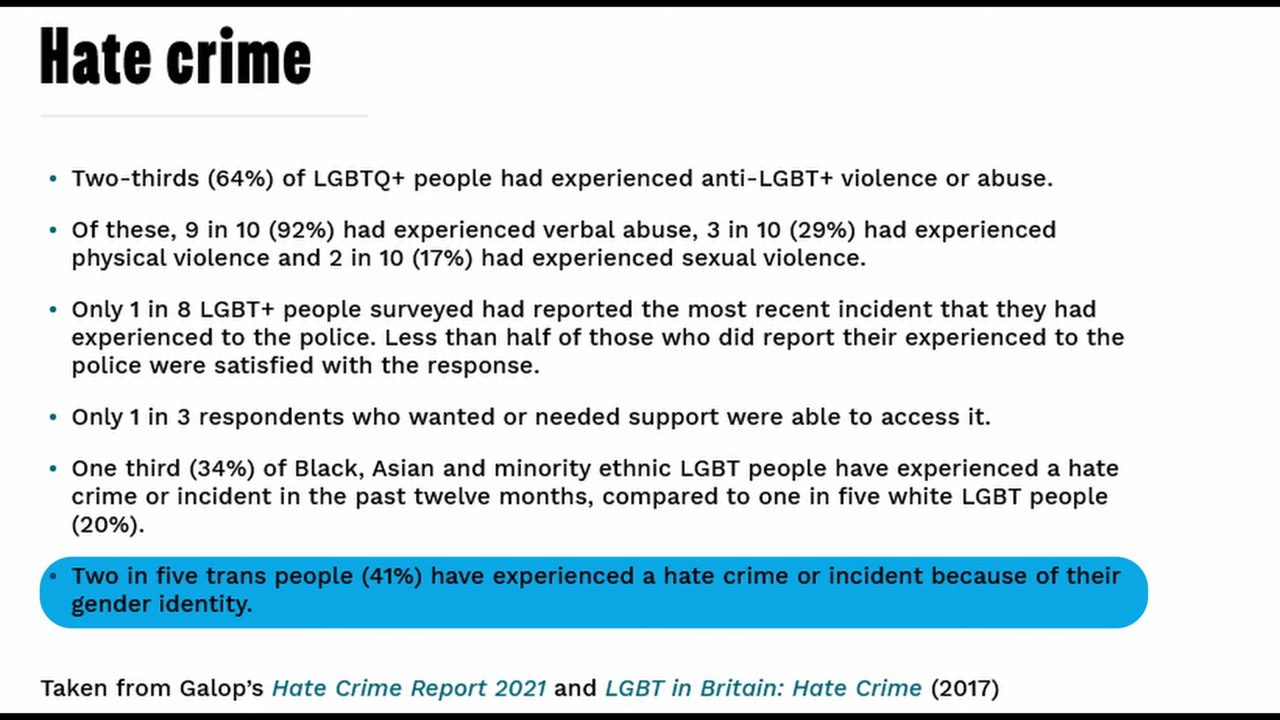 Hate crime
• Two-thirds (64%) of LGBTQ+ people had experienced anti-LGBT+ violence or abuse.
• Of these, 9 in 10 (92%) had experienced verbal abuse, 3 in 10 (29%) had experienced
physical violence and 2 in 10 (17%) had experienced sexual violence.
• Only 1 in 8 LGBT+ people surveyed had reported the most recent incident that they had
experienced to the police. Less than half of those who did report their experienced to the
police were satisfied with the response.
• Only 1 in 3 respondents who wanted or needed support were able to access it.
• One third (34%) of Black, Asian and minority ethnic LGBT people have experienced a hate
crime or incident in the past twelve months, compared to one in five white LGBT people
(20%).
• Two in five trans people (41%) have experienced a hate crime or incident because of their
gender identity.
Taken from Galop’s Hate Crime Report 2021 and LGBT in Britain: Hate Crime (2017)